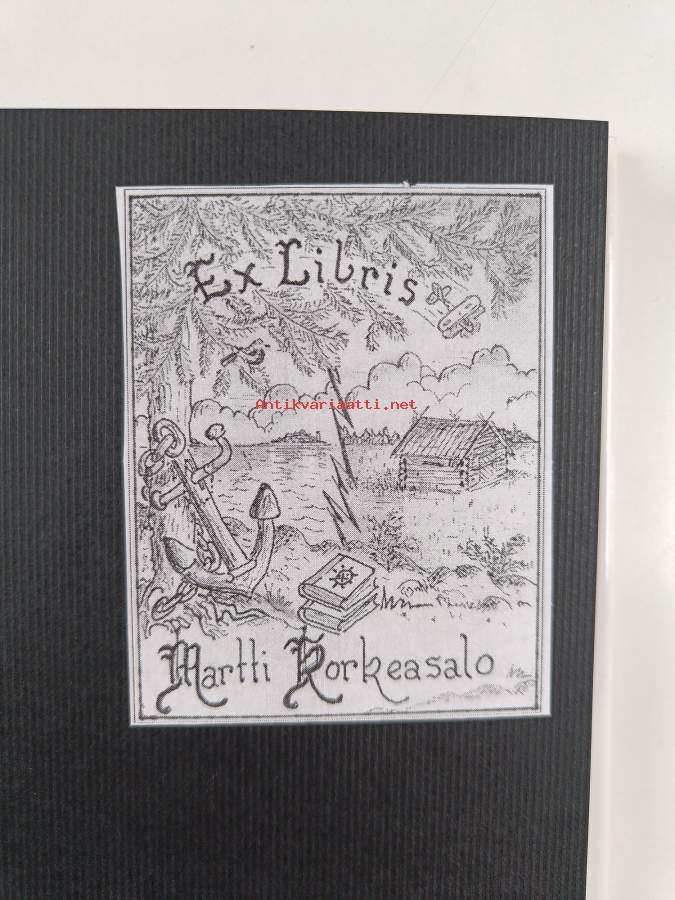 Ex Libris
Antikvariaatti.net
Martti Korkeasalo